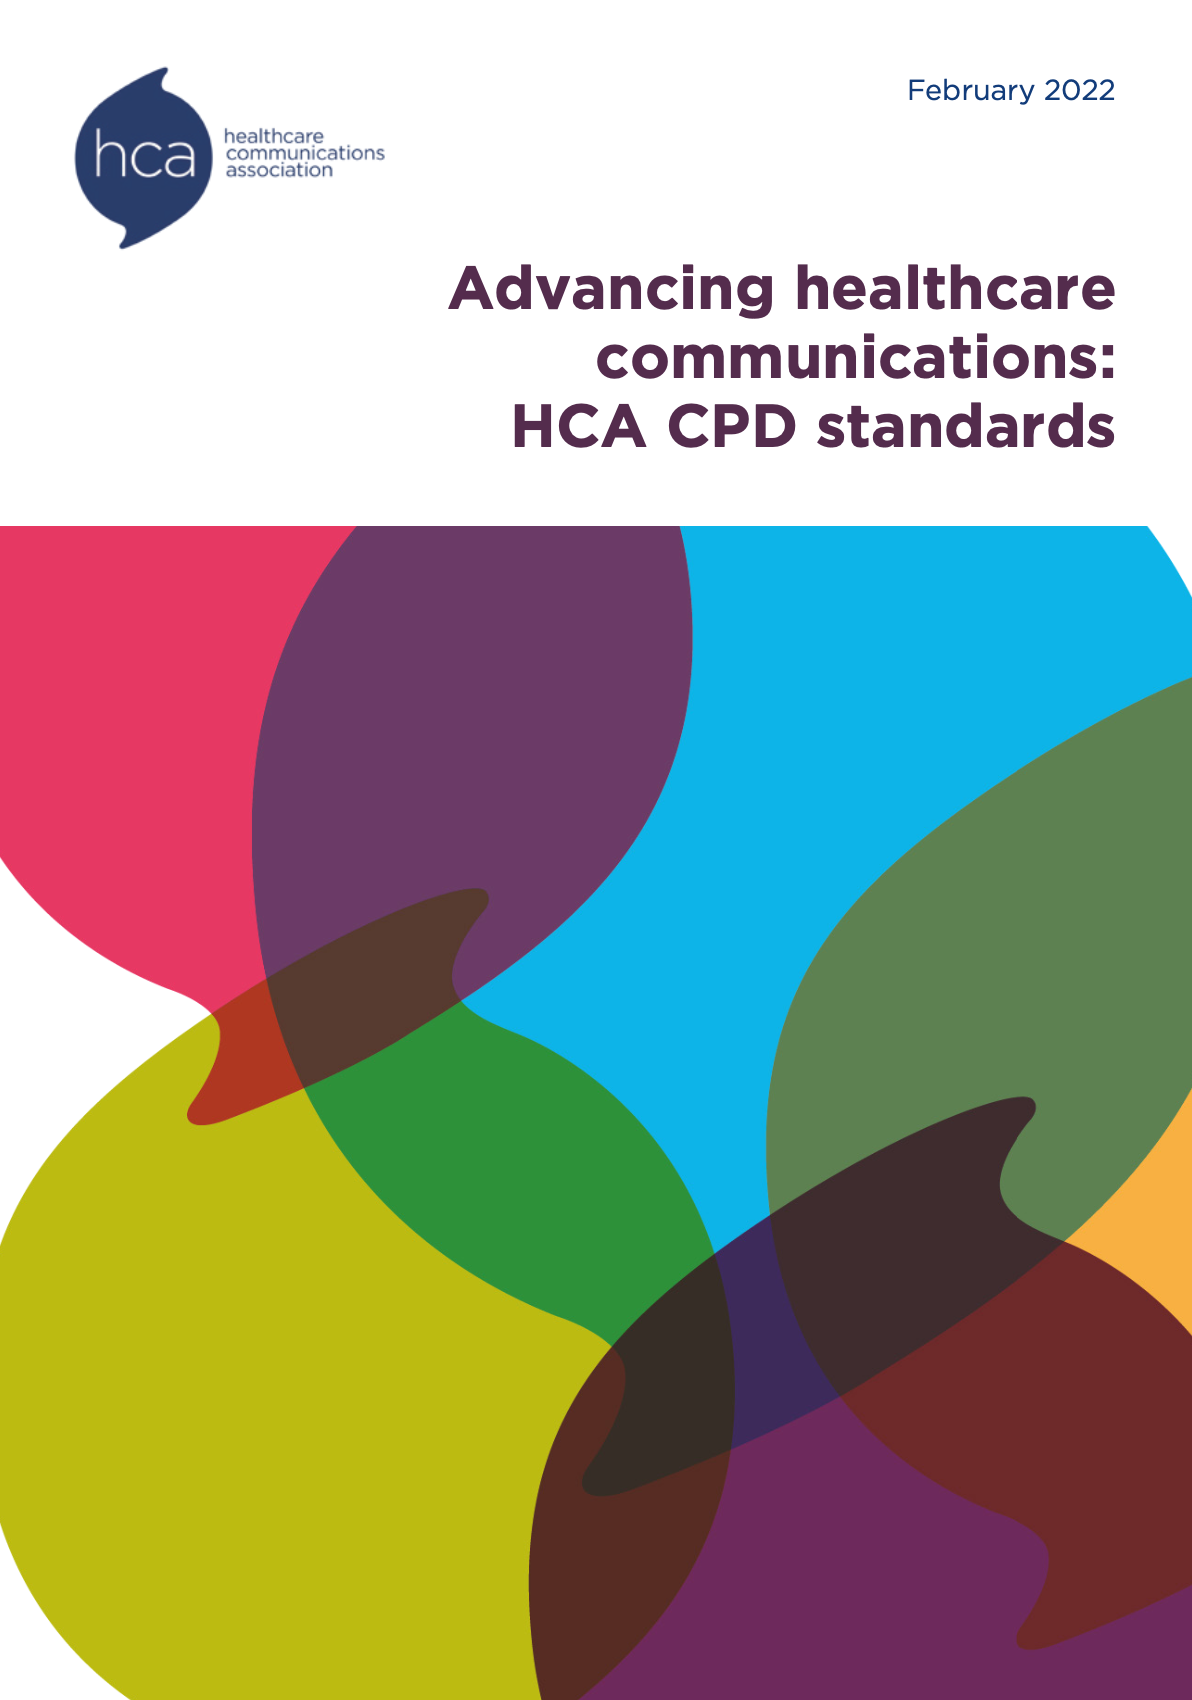 February 2022
hca
healthcare
communications
association
Advancing healthcare
communications:
HCA CPD standards